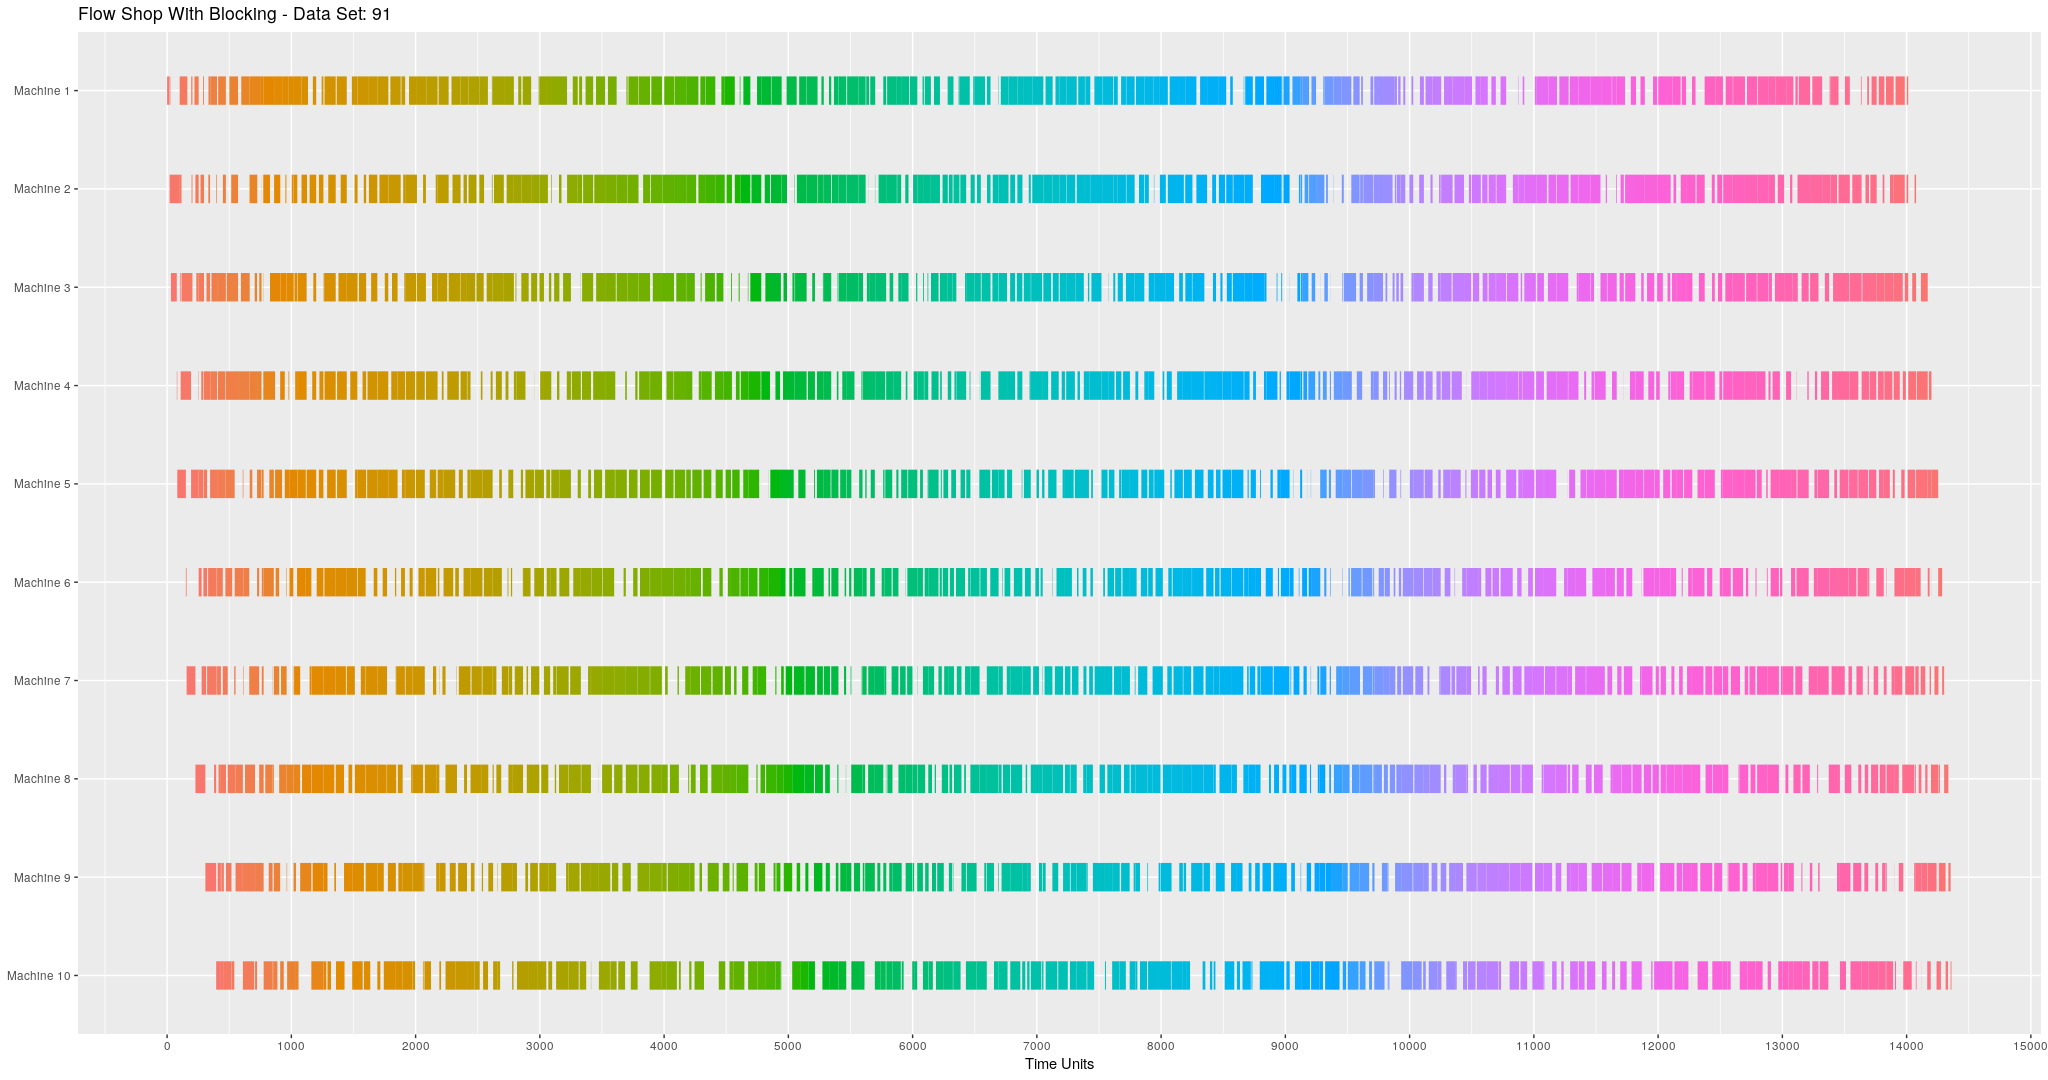 Flow Shop With Blocking - Data Set: 91
Machine 1
Machine 2
Machine 3
Machine 4
Machine 5
Machine 6
Machine 7
Machine 8
Machine 9
Machine 10
0 1000 2000 3000 4000 5000 6000 7000 8000 9000 10000 11000 12000 13000 14000 15000
Time Units